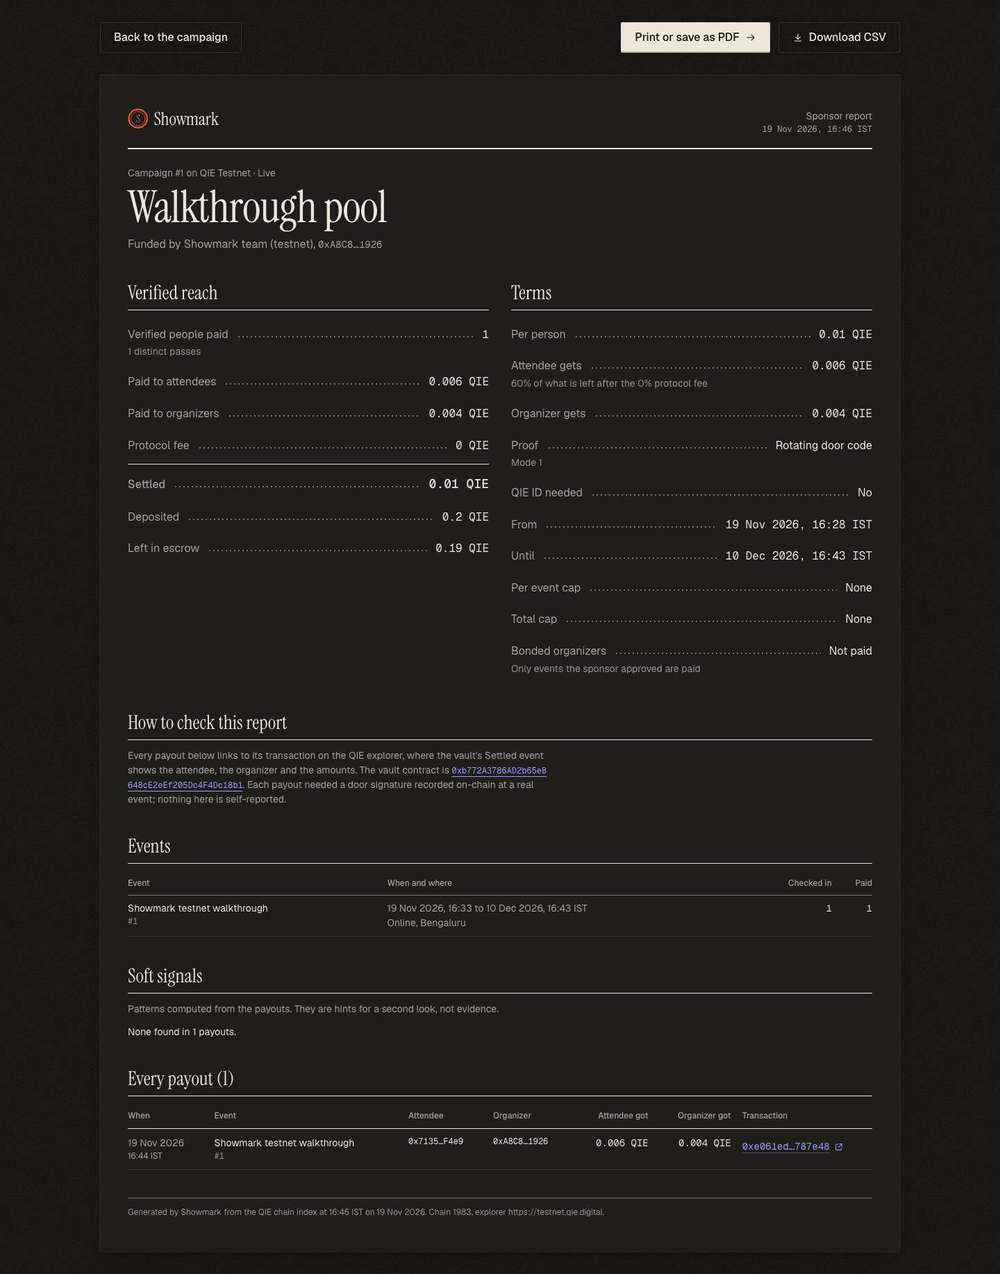 Back to the campaign
Print or save as PDF →
Download CSV
S
Showmark
Sponsor report
19 Nov 2026, 16:46 IST
Campaign #1 on QIE Testnet · Live
Walkthrough pool
Funded by Showmark team (testnet), 0xA8C8…1926
Verified reach
Verified people paid 1
1 distinct passes
Paid to attendees 0.006 QIE
Paid to organizers 0.004 QIE
Protocol fee 0 QIE
Settled 0.01 QIE
Deposited 0.2 QIE
Left in escrow 0.19 QIE
Terms
Per person 0.01 QIE
Attendee gets 0.006 QIE
60% of what is left after the 0% protocol fee
Organizer gets 0.004 QIE
Proof Rotating door code
Mode 1
QIE ID needed No
From 19 Nov 2026, 16:28 IST
Until 10 Dec 2026, 16:43 IST
Per event cap None
Total cap None
Bonded organizers Not paid
Only events the sponsor approved are paid
How to check this report
Every payout below links to its transaction on the QIE explorer, where the vault's Settled event
shows the attendee, the organizer and the amounts. The vault contract is 0xb772A3786AD2b65eB
648cE2eEf205Dc4F4Dc18b1. Each payout needed a door signature recorded on-chain at a real
event; nothing here is self-reported.
Events
Event When and where Checked in Paid
Showmark testnet walkthrough 19 Nov 2026, 16:33 to 10 Dec 2026, 16:43 IST 1 1
#1 Online, Bengaluru
Soft signals
Patterns computed from the payouts. They are hints for a second look, not evidence.
None found in 1 payouts.
Every payout (1)
When Event Attendee Organizer Attendee got Organizer got Transaction
19 Nov 2026 Showmark testnet walkthrough 0x7135…F4e9 0xA8C8…1926 0.006 QIE 0.004 QIE 0xe061ed…787e48
16:44 IST #1
Generated by Showmark from the QIE chain index at 16:46 IST on 19 Nov 2026. Chain 1983, explorer https://testnet.qie.digital.